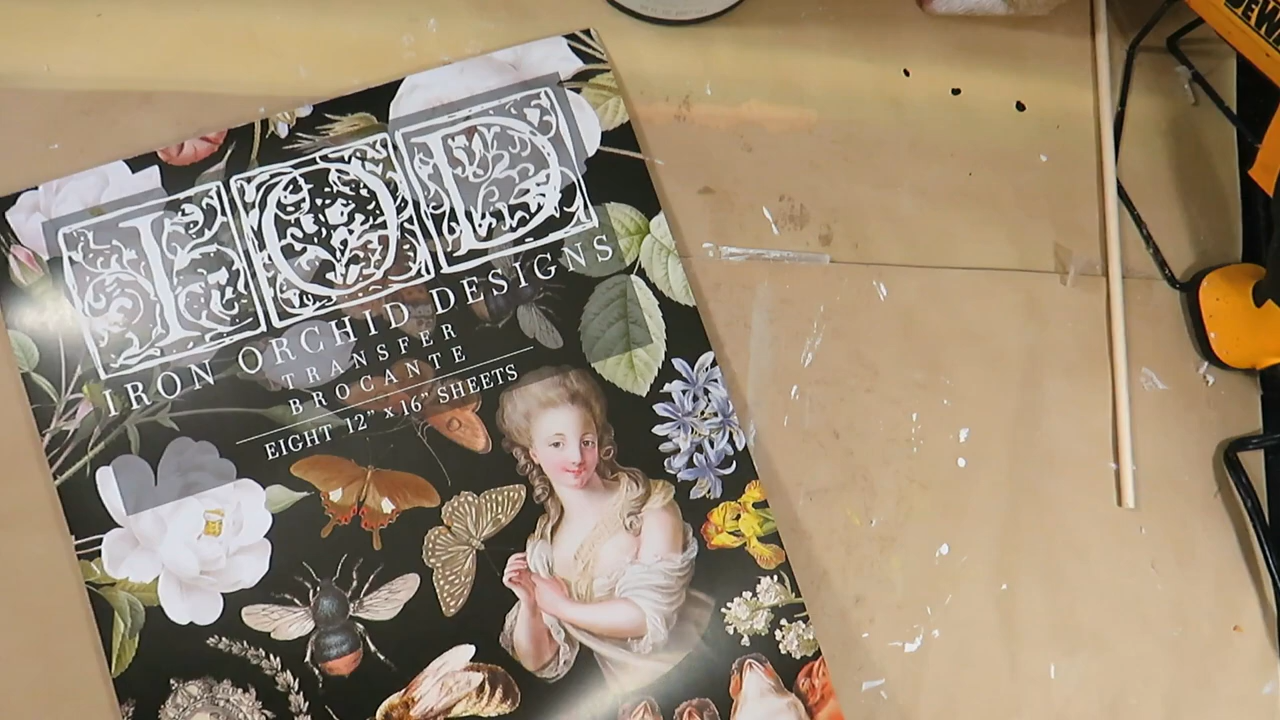 IOD
IRON ORCHID DESIGNS
TRANSFER
BROCANTE
EIGHT 12" x 16" SHEETS